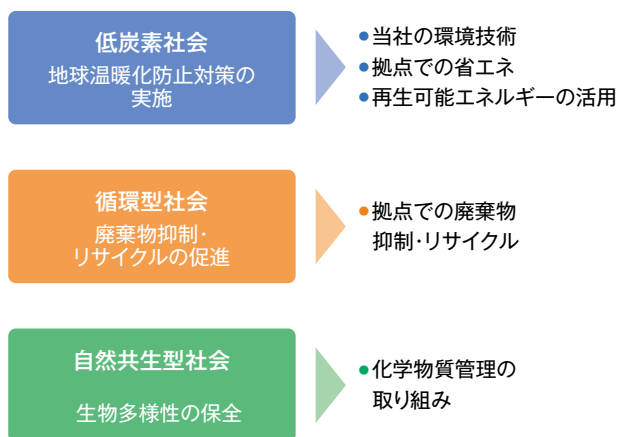 低炭素社会
地球温暖化防止対策の
実施
●当社の環境技術
●拠点での省エネ
●再生可能エネルギーの活用
循環型社会
廃棄物抑制・
リサイクルの促進
●拠点での廃棄物
抑制・リサイクル
自然共生型社会
生物多様性の保全
●化学物質管理の
取り組み